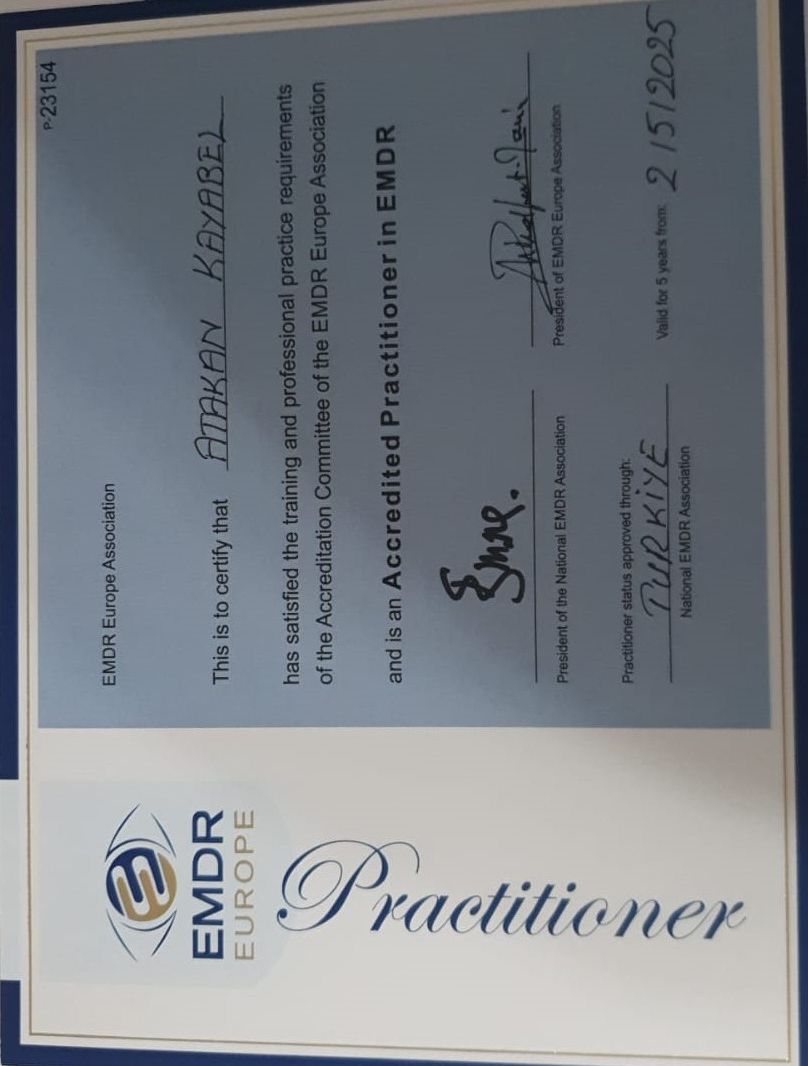 EMDR
EUROPE
Practitioner
P-23154
EMDR Europe Association
This is to certify that ATAKAN KAYABEL
has satisfied the training and professional practice requirements
of the Accreditation Committee of the EMDR Europe Association
and is an Accredited Practitioner in EMDR
President of the National EMDR Association
President of EMDR Europe Association
Practitioner status approved through:
TURKİYE
National EMDR Association
Valid for 5 years from: 2/5/2025